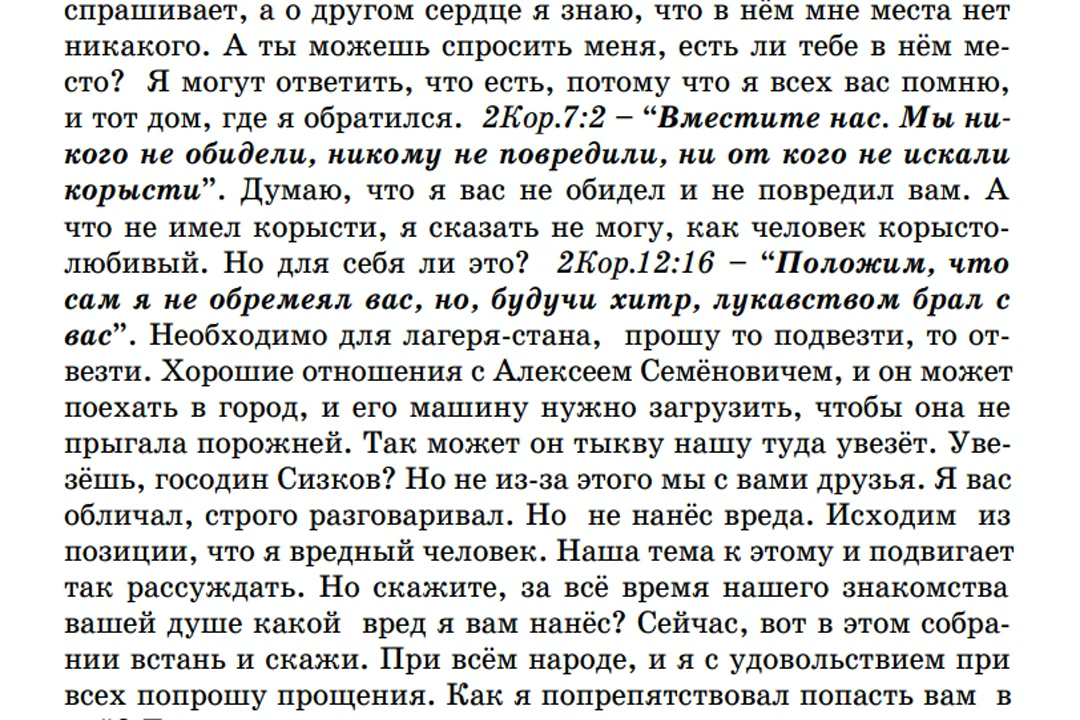 спрашивает, а о другом сердце я знаю, что в нём мне места нет
никакого. А ты можешь спросить меня, есть ли тебе в нём ме-
сто? Я могут ответить, что есть, потому что я всех вас помню,
и тот дом, где я обратился. 2Кор.7:2 – “Вместите нас. Мы ни-
кого не обидели, никому не повредили, ни от кого не искали
корысти”. Думаю, что я вас не обидел и не повредил вам. А
что не имел корысти, я сказать не могу, как человек корысто-
любивый. Но для себя ли это? 2Кор.12:16 – “Положим, что
сам я не обремеял вас, но, будучи хитр, лукавством брал с
вас”. Необходимо для лагеря-стана, прошу то подвезти, то от-
везти. Хорошие отношения с Алексеем Семёновичем, и он может
поехать в город, и его машину нужно загрузить, чтобы она не
прыгала порожней. Так может он тыкву нашу туда увезёт. Уве-
зёшь, госодин Сизков? Но не из-за этого мы с вами друзья. Я вас
обличал, строго разговаривал. Но не нанёс вреда. Исходим из
позиции, что я вредный человек. Наша тема к этому и подвигает
так рассуждать. Но скажите, за всё время нашего знакомства
вашей душе какой вред я вам нанёс? Сейчас, вот в этом собра-
нии встань и скажи. При всём народе, и я с удовольствием при
всех попрошу прощения. Как я попрепятствовал попасть вам в